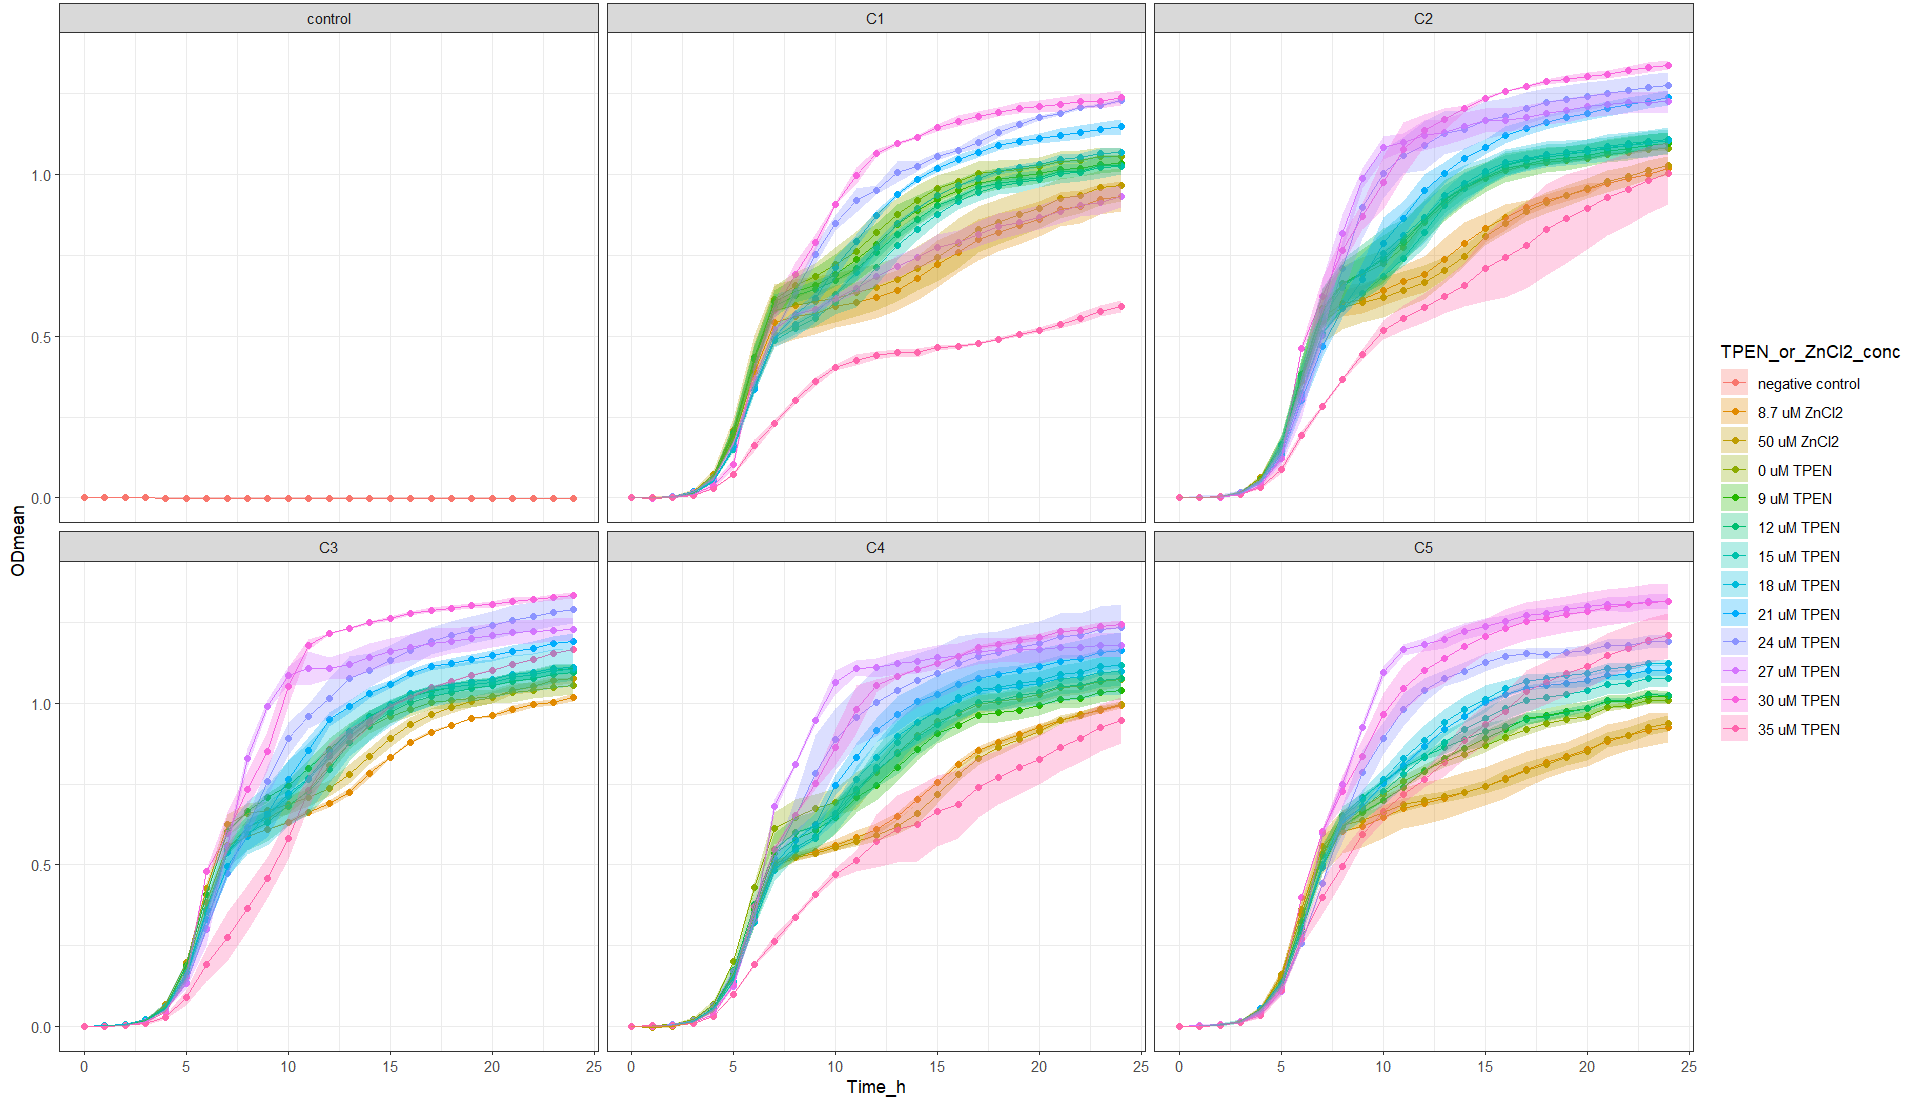 control
C1
C2
1.0
0.5
0.0
ODmean
C3
C4
C5
1.0
0.5
0.0
0
5
10
15
20
25
0
5
10
15
20
25
0
5
10
15
20
25
Time_h
TPEN_or_ZnCl2_conc
negative control
8.7 uM ZnCl2
50 uM ZnCl2
0 uM TPEN
9 uM TPEN
12 uM TPEN
15 uM TPEN
18 uM TPEN
21 uM TPEN
24 uM TPEN
27 uM TPEN
30 uM TPEN
35 uM TPEN